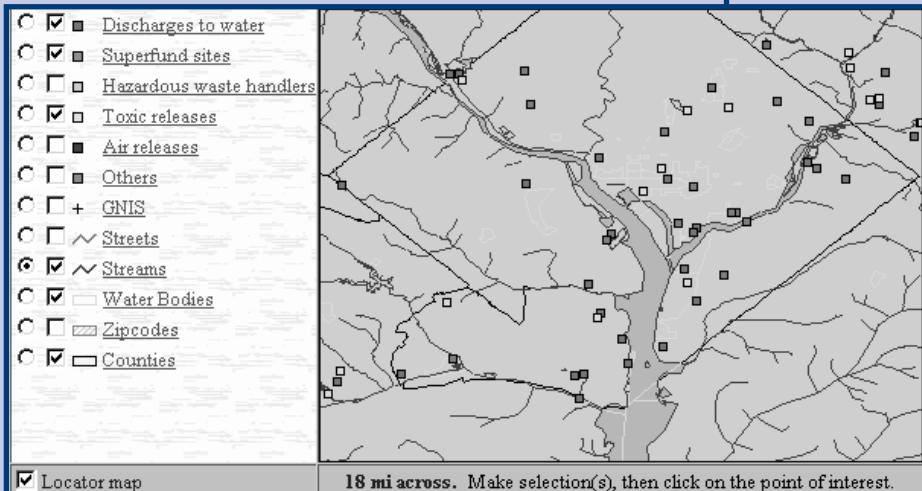 Discharges to water
Superfund sites
Hazardous waste handlers
Toxic releases
Air releases
Others
GNIS
Streets
Streams
Water Bodies
Zipcodes
Counties
Locator map
18 mi across. Make selection(s), then click on the point of interest.